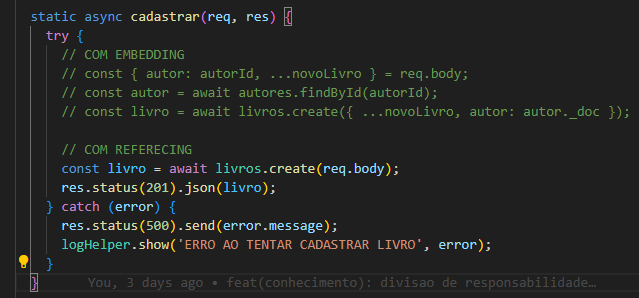 static async cadastrar(req, res) {
try {
// COM EMBEDDING
// const { autor: autorId, ...novoLivro } = req.body;
// const autor = await autores.findById(autorId);
// const livro = await livros.create({ ...novoLivro, autor: autor._doc });
// COM REFERECING
const livro = await livros.create(req.body);
res.status(201).json(livro);
} catch (error) {
res.status(500).send(error.message);
logHelper.show('ERRO AO TENTAR CADASTRAR LIVRO', error);
}
} You, 3 days ago • feat(conhecimento): divisao de responsabilidade…